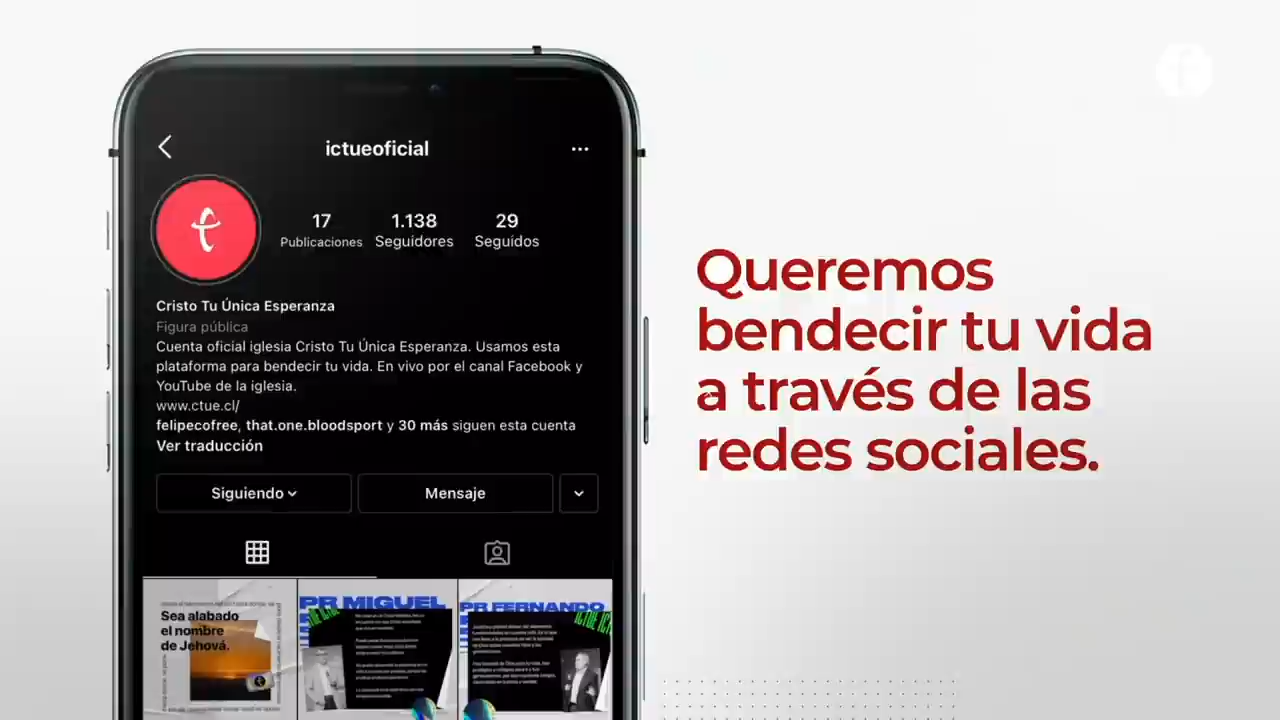 ictueoficial
17
1.138
29
Publicaciones
Seguidores
Seguidos
Cristo Tu Única Esperanza
Figura pública
Cuenta oficial iglesia Cristo Tu Única Esperanza. Usamos esta
plataforma para bendecir tu vida. En vivo por el canal Facebook y
YouTube de la iglesia.
www.ctue.cl/
felipecofree, that.one.bloodsport y 30 más siguen esta cuenta
Ver traducción
Siguiendo
Mensaje
Sea alabado
el nombre
de Jehová.
PR MIGUEL
PR FERNANDO
ICTUE
Queremos
bendecir tu vida
a través de las
redes sociales.